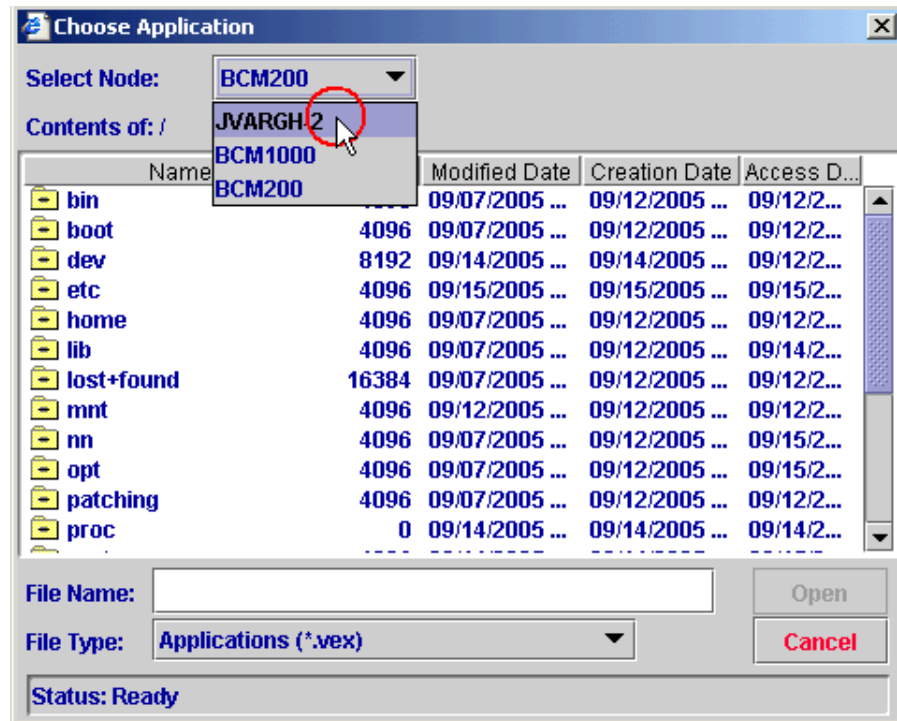 Choose Application
Select Node: BCM200
JVARGH-2
Contents of: /
BCM1000
BCM200
Name Modified Date Creation Date Access D...
bin 09/07/2005 ... 09/12/2005 ... 09/12/2...
boot 4096 09/07/2005 ... 09/12/2005 ... 09/12/2...
dev 8192 09/14/2005 ... 09/14/2005 ... 09/12/2...
etc 4096 09/15/2005 ... 09/15/2005 ... 09/15/2...
home 4096 09/07/2005 ... 09/12/2005 ... 09/12/2...
lib 4096 09/07/2005 ... 09/12/2005 ... 09/14/2...
lost+found 16384 09/07/2005 ... 09/12/2005 ... 09/12/2...
mnt 4096 09/12/2005 ... 09/12/2005 ... 09/12/2...
nn 4096 09/07/2005 ... 09/12/2005 ... 09/15/2...
opt 4096 09/07/2005 ... 09/12/2005 ... 09/15/2...
patching 4096 09/07/2005 ... 09/12/2005 ... 09/12/2...
proc 0 09/14/2005 ... 09/14/2005 ... 09/14/2...
File Name: Open
File Type: Applications (*.vex) Cancel
Status: Ready